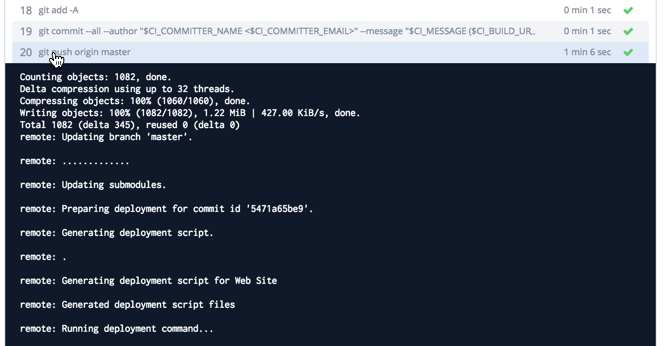 18 git add -A 0 min 1 sec
19 git commit --all --author "$CI_COMMITTER_NAME <$CI_COMMITTER_EMAIL>" --message "$CI_MESSAGE ($CI_BUILD_UR,, 0 min 1 sec
20 git push origin master 1 min 6 sec
Counting objects: 1082, done.
Delta compression using up to 32 threads.
Compressing objects: 100% (1060/1060), done.
Writing objects: 100% (1082/1082), 1.22 MiB | 427.00 KiB/s, done.
Total 1082 (delta 345), reused 0 (delta 0)
remote: Updating branch 'master'.
remote: .............
remote: Updating submodules.
remote: Preparing deployment for commit id '5471a65be9'.
remote: Generating deployment script.
remote: .
remote: Generating deployment script for Web Site
remote: Generated deployment script files
remote: Running deployment command...